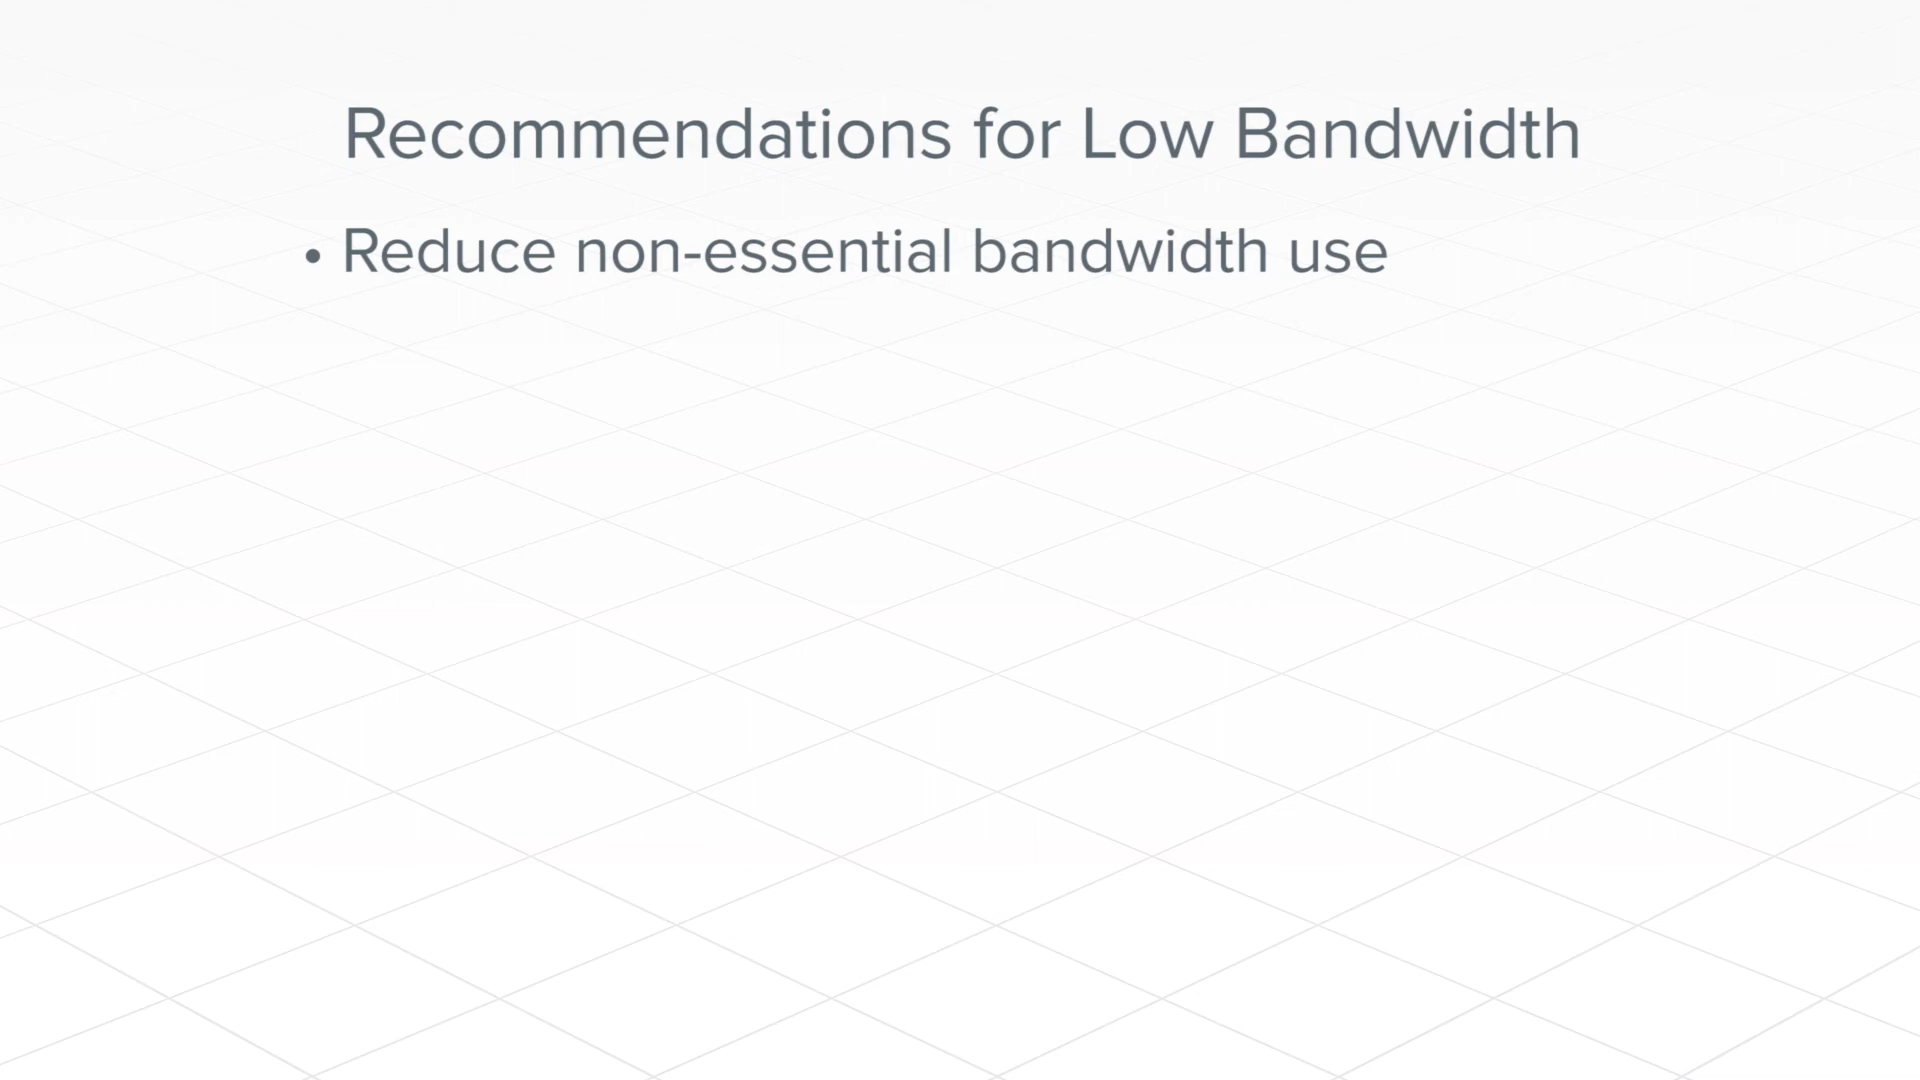 Recommendations for Low Bandwidth
• Reduce non-essential bandwidth use